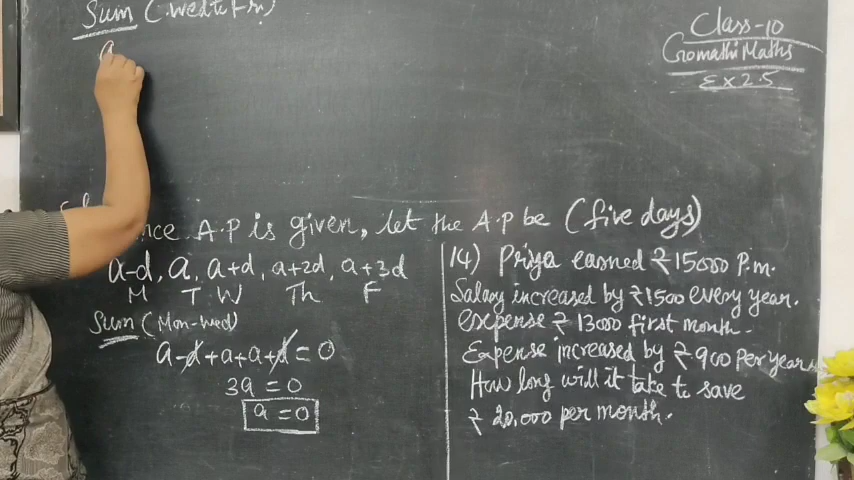 Sum (Wed to Fri)
a
Class-10
Gromathi Maths
Ex 2.5
A.P is given, let the A.P be (five days)
a-d, a, a+d, a+2d, a+3d
M T W Th F
Sum (Mon-Wed)
a-d+a+a+d=0
3a=0
a=0
14) Priya earned ₹15000 P.m.
Salary increased by ₹1500 every year.
expense ₹ 13000 first month.
Expense increased by ₹900 per year.
How long will it take to save
₹ 20,000 per month.